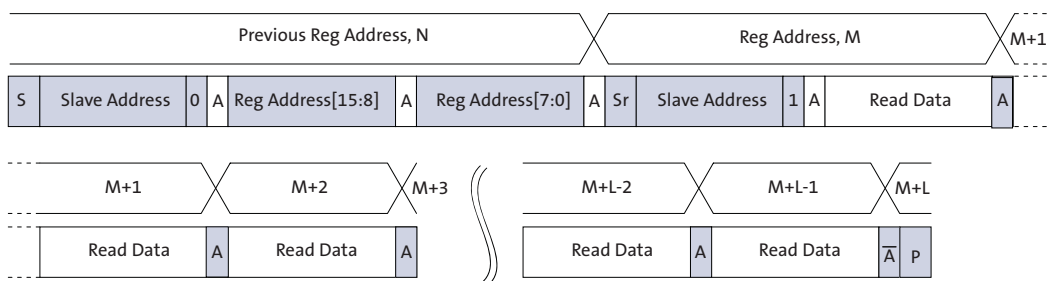 Previous Reg Address, N Reg Address, M M+1
S Slave Address 0 A Reg Address[15:8] A Reg Address[7:0] A Sr Slave Address 1 A Read Data A
M+1 M+2 M+3 M+L-2 M+L-1 M+L
Read Data A Read Data A Read Data A Read Data A̅ P